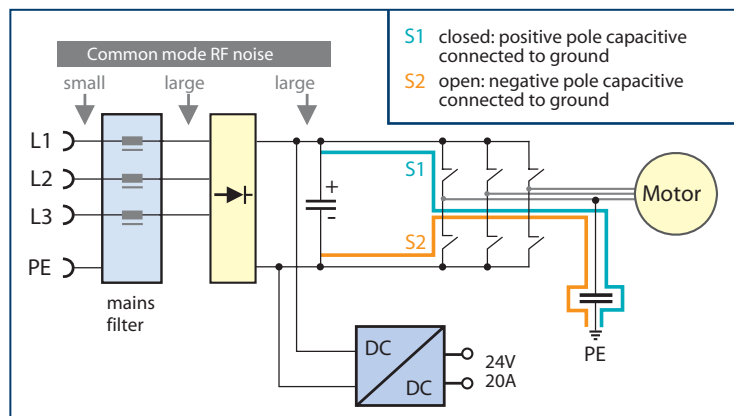 Common mode RF noise
small
large
large
S1 closed: positive pole capacitive
connected to ground
S2 open: negative pole capacitive
connected to ground
L1
L2
L3
PE
mains
filter
+
-
S1
S2
Motor
PE
DC
DC
24V
20A